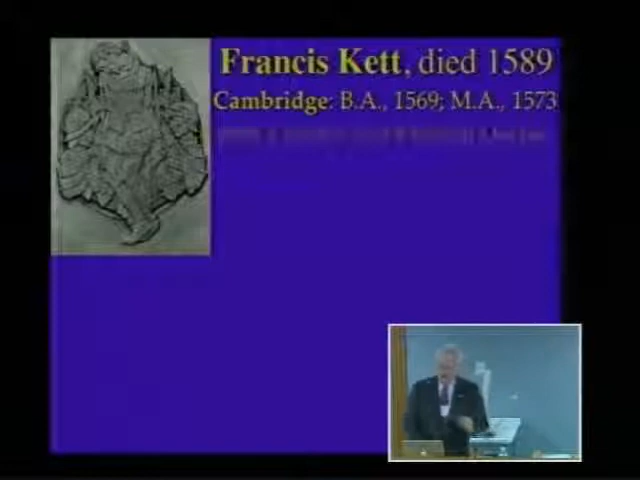 Francis Kett, died 1589
Cambridge: B.A., 1569; M.A., 1573